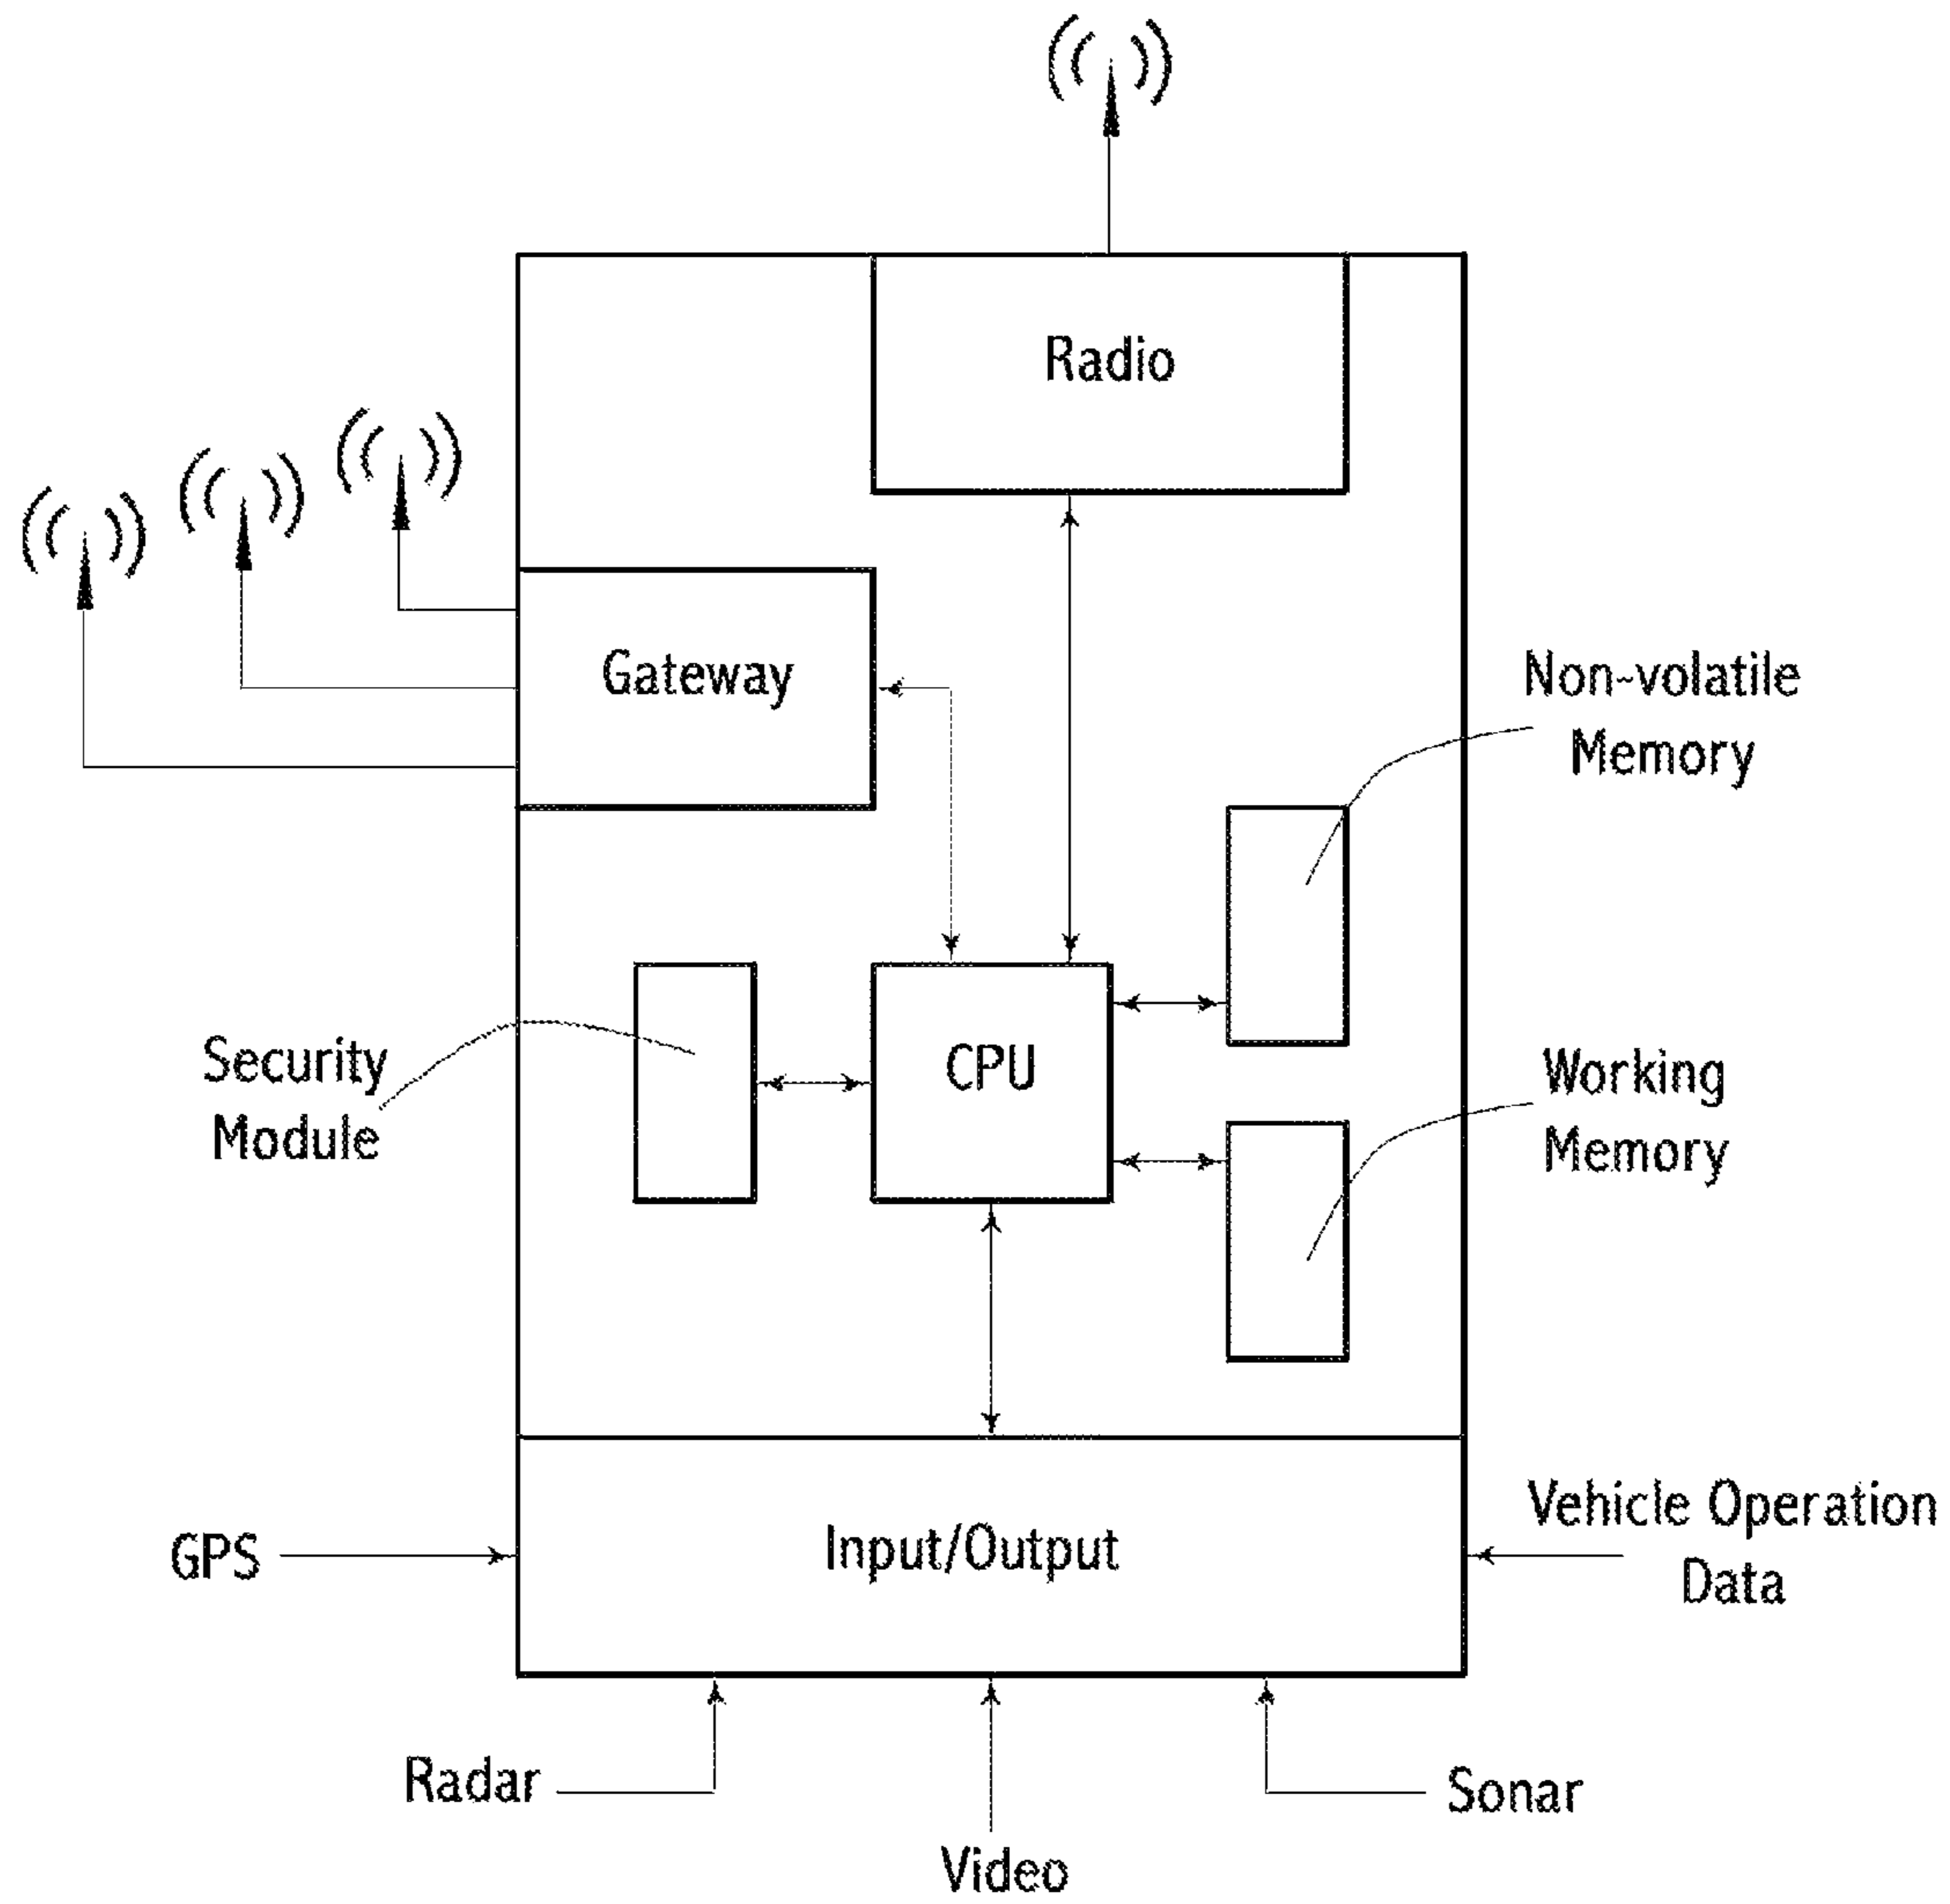 Radio
Gateway
Non-volatile
Memory
Security
Module
CPU
Working
Memory
GPS
Input/Output
Vehicle Operation
Data
Radar
Sonar
Video